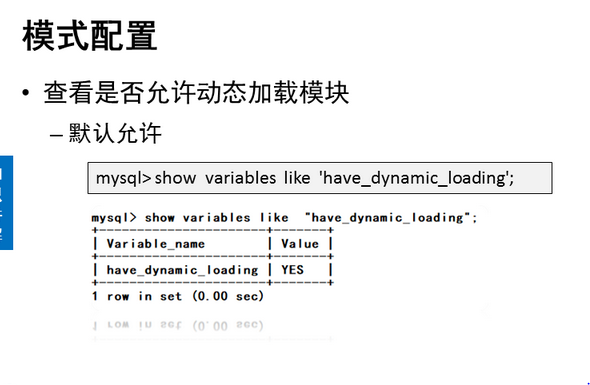 模式配置
• 查看是否允许动态加载模块
– 默认允许
mysql> show variables like 'have_dynamic_loading';
mysql> show variables like "have_dynamic_loading";
+----------------------+-------+
| Variable_name | Value |
+----------------------+-------+
| have_dynamic_loading | YES |
+----------------------+-------+
1 row in set (0.00 sec)